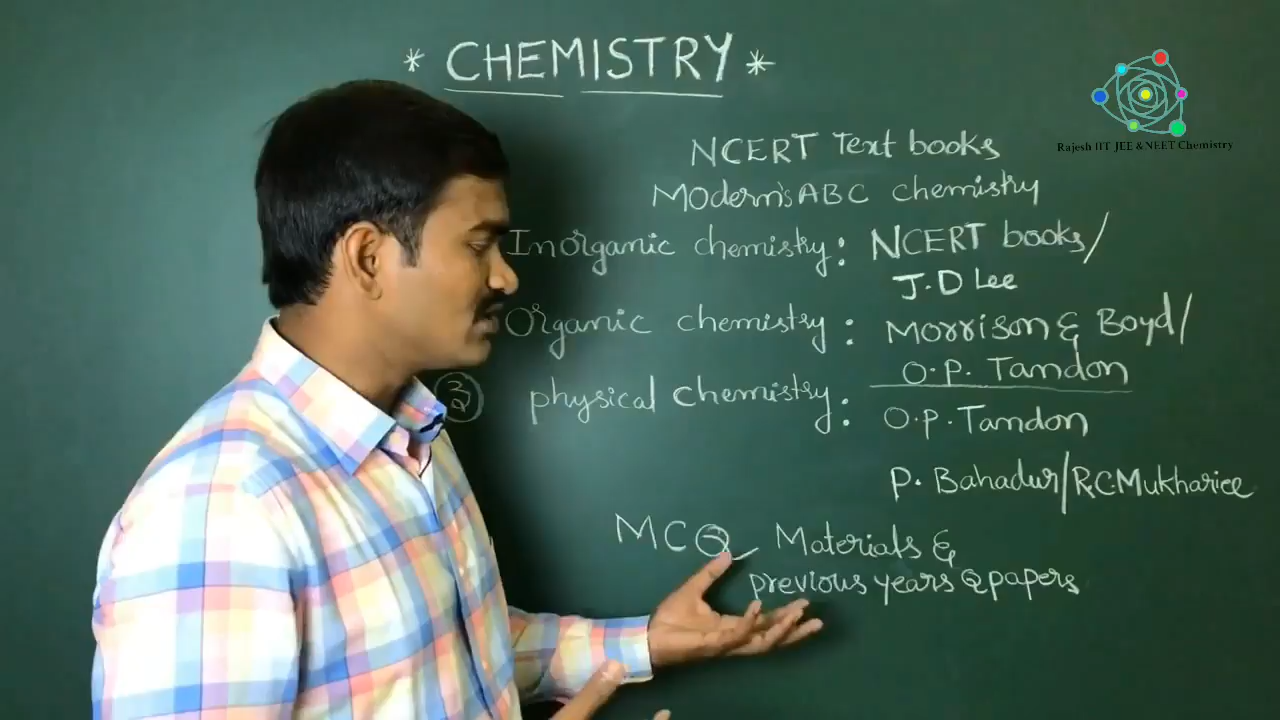 * CHEMISTRY *
Rajesh IIT JEE & NEET Chemistry
NCERT Text books
Modern's ABC chemistry
Inorganic chemistry: NCERT books/
J.D Lee
Organic chemistry: Morrison & Boyd/
O.P. Tandon
③ physical chemistry: O.P. Tandon
P. Bahadur/R.C.Mukharjee
MCQ Materials &
previous years Q papers